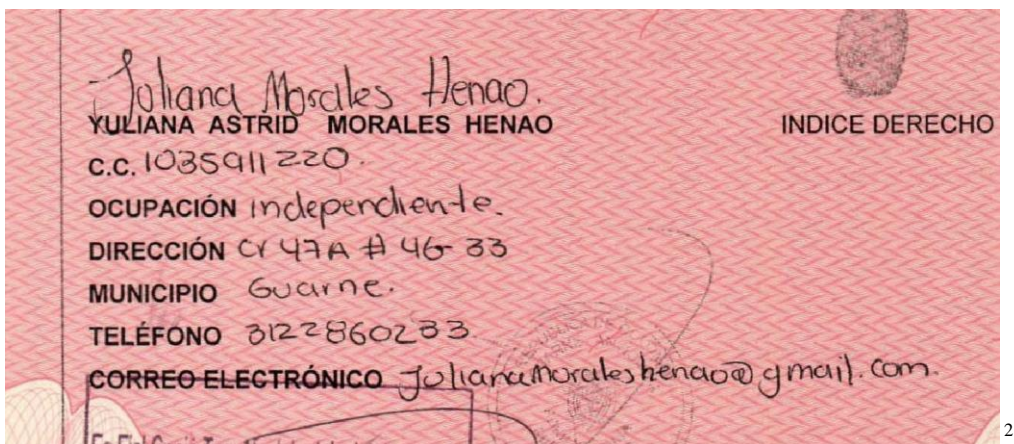 Juliana Morales Henao.
YULIANA ASTRID MORALES HENAO
INDICE DERECHO
C.C. 1035911220.
OCUPACIÓN independiente.
DIRECCIÓN Cr 47A # 46-33
MUNICIPIO Guarne.
TELÉFONO 3122860233
CORREO ELECTRÓNICO Julianamoraleshenao@gmail.com.
2